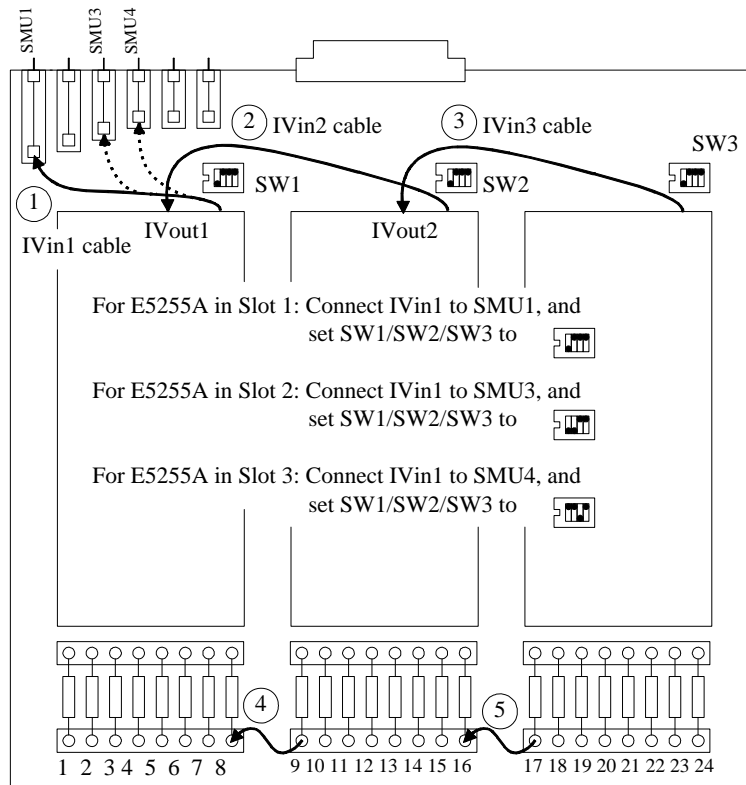 SMU1
SMU3
SMU4
2 IVin2 cable
3 IVin3 cable
SW1
SW2
SW3
1
IVin1 cable
IVout1
IVout2
For E5255A in Slot 1: Connect IVin1 to SMU1, and
set SW1/SW2/SW3 to
For E5255A in Slot 2: Connect IVin1 to SMU3, and
set SW1/SW2/SW3 to
For E5255A in Slot 3: Connect IVin1 to SMU4, and
set SW1/SW2/SW3 to
4
5
1 2 3 4 5 6 7 8 9 10 11 12 13 14 15 16 17 18 19 20 21 22 23 24